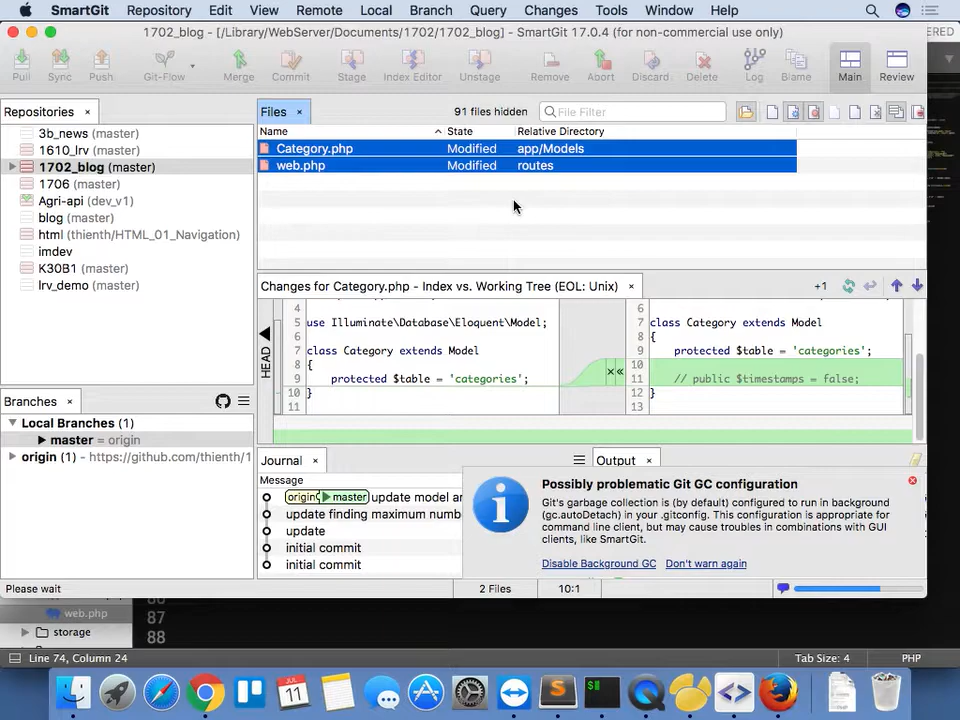 SmartGit Repository Edit View Remote Local Branch Query Changes Tools Window Help
1702_blog - [/Library/WebServer/Documents/1702/1702_blog] - SmartGit 17.0.4 (for non-commercial use only)
ERED
Pull Sync Push Git-Flow Merge Commit Stage Index Editor Unstage Remove Abort Discard Delete Log Blame Main Review
Repositories ×
3b_news (master)
1610_lrv (master)
1702_blog (master)
1706 (master)
Agri-api (dev_v1)
blog (master)
html (thienth/HTML_01_Navigation)
imdev
K30B1 (master)
lrv_demo (master)
Files × 91 files hidden File Filter
Name State Relative Directory
Category.php Modified app/Models
web.php Modified routes
Changes for Category.php - Index vs. Working Tree (EOL: Unix) × +1
HEAD
4
5 use Illuminate\Database\Eloquent\Model;
6
7 class Category extends Model
8 {
9 protected $table = 'categories';
10 }
11
6
7 class Category extends Model
8 {
9 protected $table = 'categories';
10
11 // public $timestamps = false;
12 }
13
Branches ×
Local Branches (1)
master = origin
origin (1) - https://github.com/thienth/1
Journal ×
Message
origin master update model an
update finding maximum numb
update
initial commit
initial commit
Output ×
Possibly problematic Git GC configuration
Git's garbage collection is (by default) configured to run in background
(gc.autoDetach) in your .gitconfig. This configuration is appropriate for
command line client, but may cause troubles in combinations with GUI
clients, like SmartGit.
Disable Background GC Don't warn again
Please wait 2 Files 10:1
web.php
storage
86
87
88
Line 74, Column 24 Tab Size: 4 PHP
JUL
11